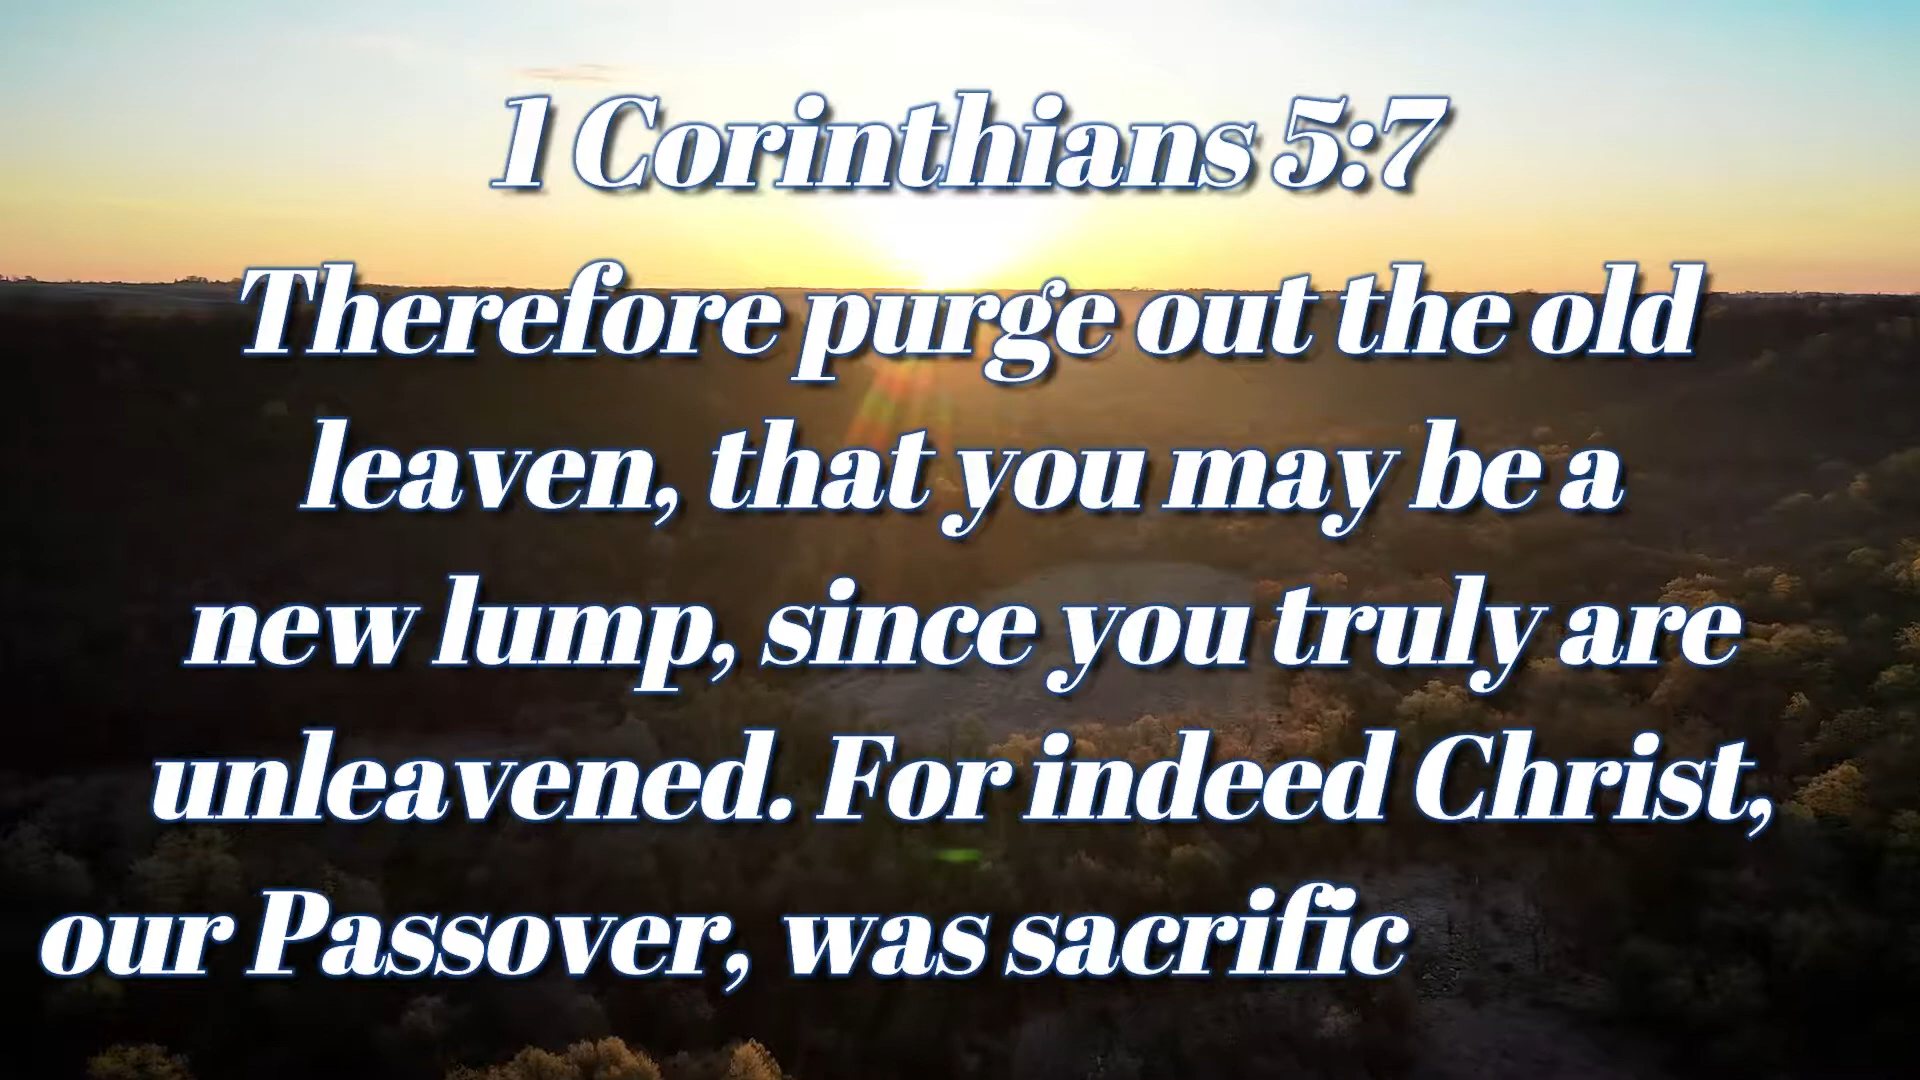 1 Corinthians 5:7
Therefore purge out the old
leaven, that you may be a
new lump, since you truly are
unleavened. For indeed Christ,
our Passover, was sacrific